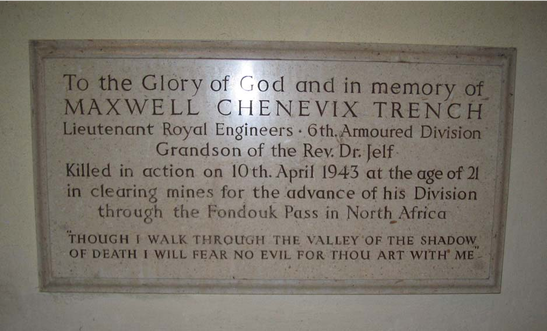 To the Glory of God and in memory of
MAXWELL CHENEVIX TRENCH
Lieutenant Royal Engineers · 6th. Armoured Division
Grandson of the Rev. Dr. Jelf
Killed in action on 10th. April 1943 at the age of 21
in clearing mines for the advance of his Division
through the Fondouk Pass in North Africa
"THOUGH I WALK THROUGH THE VALLEY OF THE SHADOW
OF DEATH I WILL FEAR NO EVIL FOR THOU ART WITH ME"